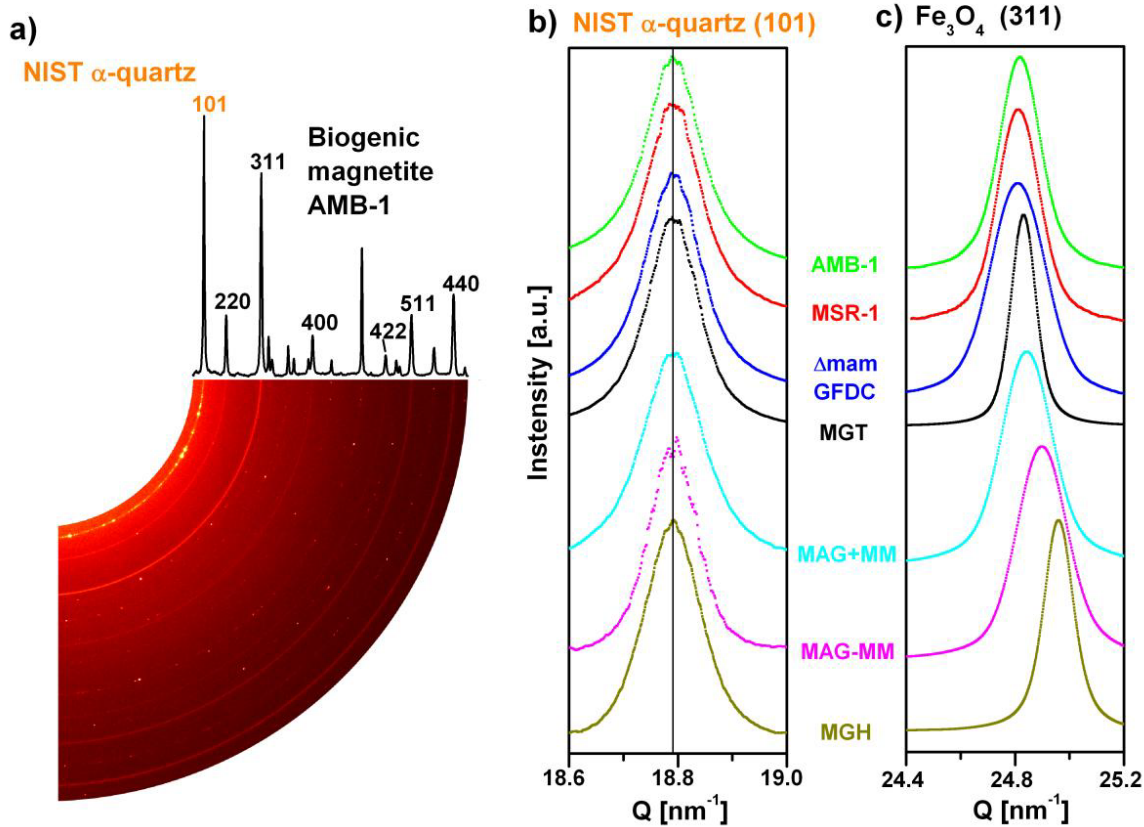 a)
NIST α-quartz
101
220
311
Biogenic
magnetite
AMB-1
400
422
511
440
b) NIST α-quartz (101)
Instensity [a.u.]
18.6 18.8 19.0
Q [nm⁻¹]
AMB-1
MSR-1
Δmam
GFDC
MGT
MAG+MM
MAG-MM
MGH
c) Fe₃O₄ (311)
24.4 24.8 25.2
Q [nm⁻¹]